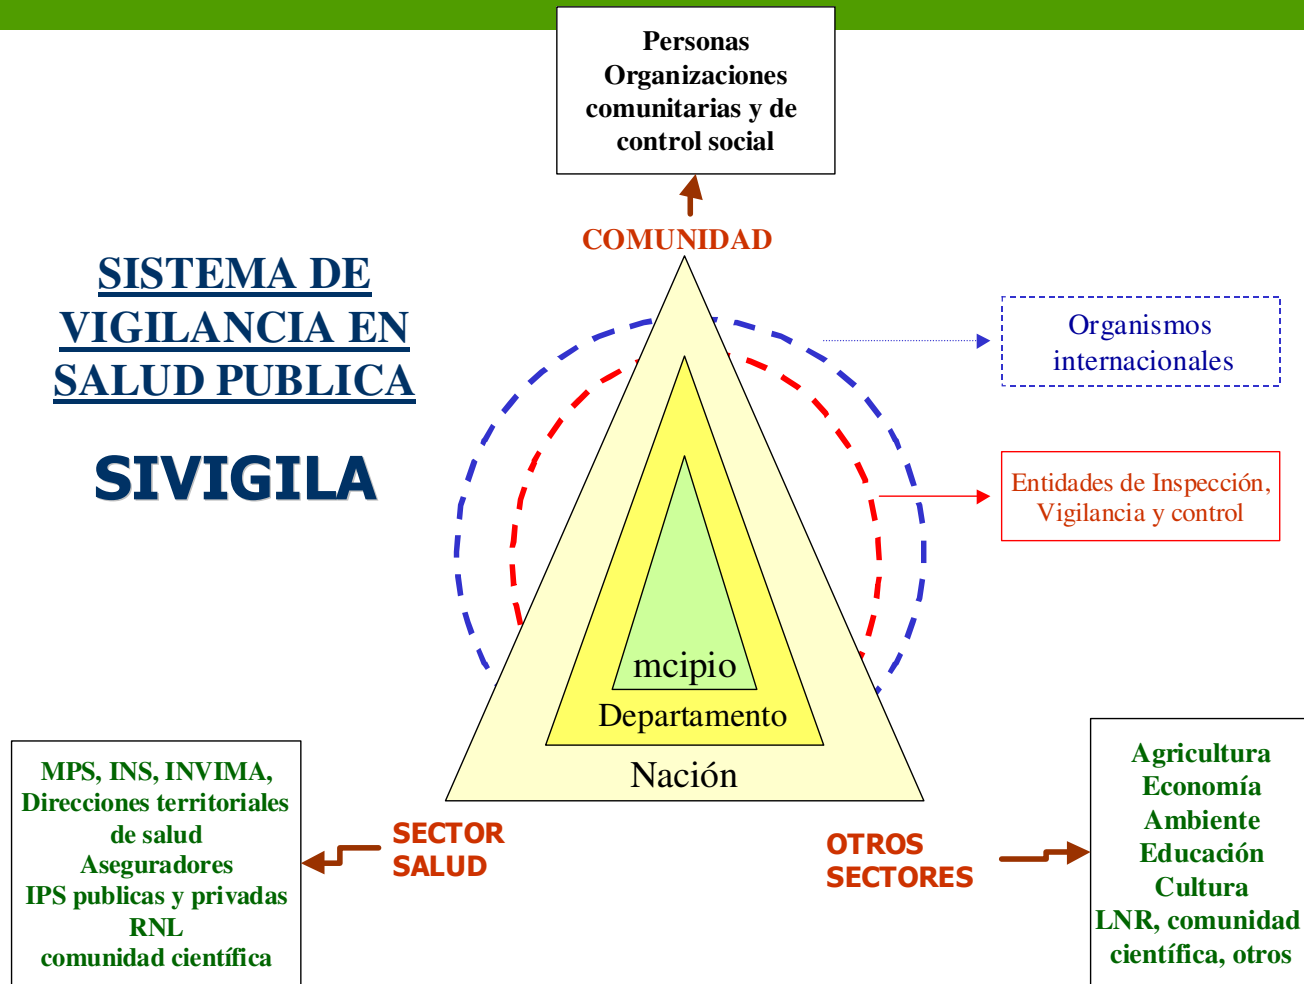 Personas
Organizaciones
comunitarias y de
control social
COMUNIDAD
SISTEMA DE
VIGILANCIA EN
SALUD PUBLICA
SIVIGILA
Organismos
internacionales
Entidades de Inspección,
Vigilancia y control
mcipio
Departamento
Nación
MPS, INS, INVIMA,
Direcciones territoriales
de salud
Aseguradores
IPS publicas y privadas
RNL
comunidad científica
SECTOR
SALUD
OTROS
SECTORES
Agricultura
Economía
Ambiente
Educación
Cultura
LNR, comunidad
científica, otros